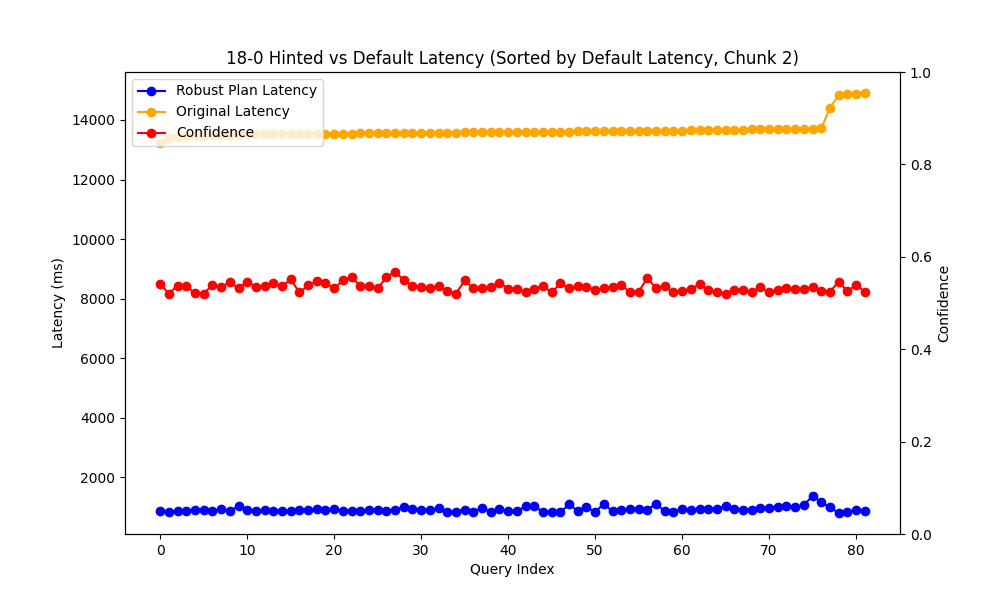 18-0 Hinted vs Default Latency (Sorted by Default Latency, Chunk 2)
Robust Plan Latency
Original Latency
Confidence
14000
12000
10000
8000
6000
4000
2000
Latency (ms)
1.0
0.8
0.6
0.4
0.2
0.0
Confidence
0 10 20 30 40 50 60 70 80
Query Index